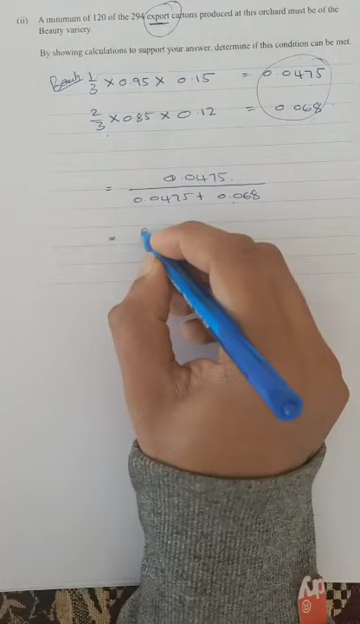 (ii) A minimum of 120 of the 294 export cartons produced at this orchard must be of the
Beauty variety.
By showing calculations to support your answer, determine if this condition can be met.
1/3 × 0.95 × 0.15 = 0.0475
2/3 × 0.85 × 0.12 = 0.068
= 0.0475
0.0475 + 0.068
=